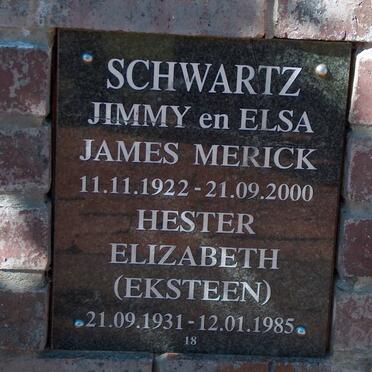 SCHWARTZ
JIMMY en ELSA
JAMES MERICK
11.11.1922 - 21.09.2000
HESTER
ELIZABETH
(EKSTEEN)
21.09.1931 - 12.01.1985
18